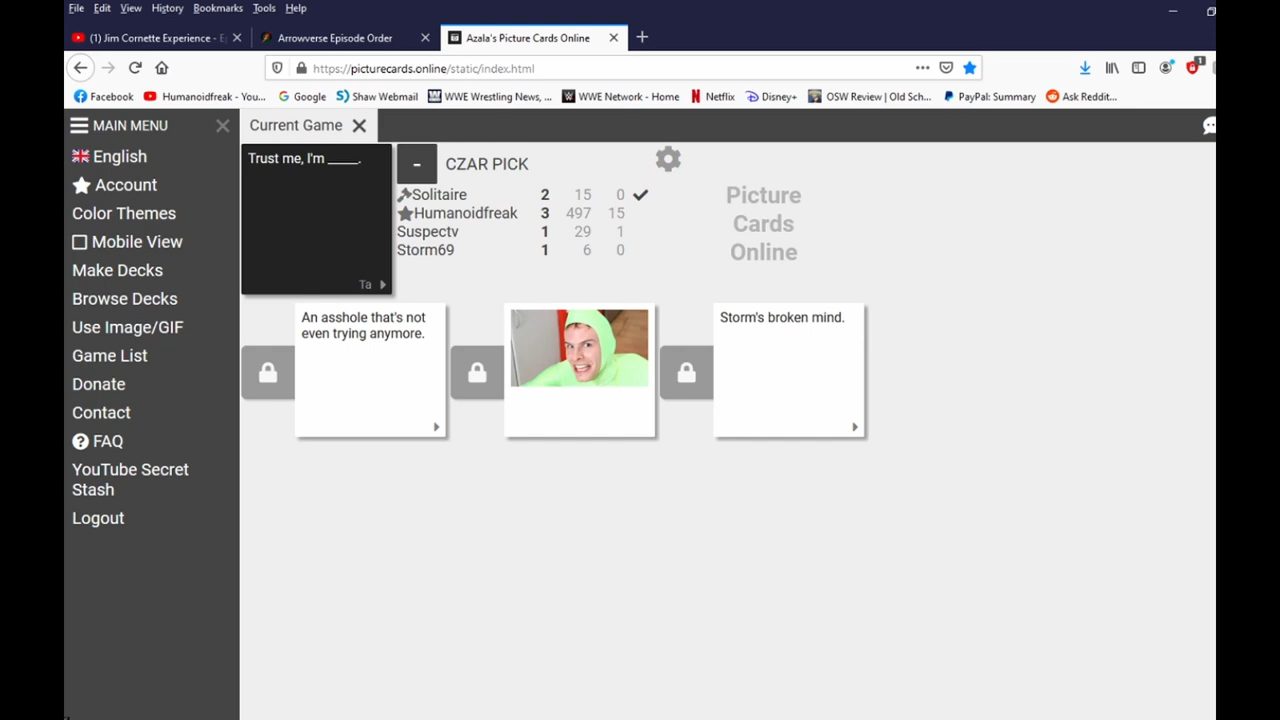 File Edit View History Bookmarks Tools Help
(1) Jim Cornette Experience - E
Arrowverse Episode Order
Azala's Picture Cards Online
https://picturecards.online/static/index.html
1
Facebook
Humanoidfreak - You...
Google
Shaw Webmail
WWE Wrestling News, ...
WWE Network - Home
Netflix
Disney+
OSW Review | Old Sch...
PayPal: Summary
Ask Reddit...
MAIN MENU
Current Game
English
Account
Color Themes
Mobile View
Make Decks
Browse Decks
Use Image/GIF
Game List
Donate
Contact
? FAQ
YouTube Secret
Stash
Logout
Trust me, I'm _____.
Ta
-
CZAR PICK
Solitaire 2 15 0
Humanoidfreak 3 497 15
Suspectv 1 29 1
Storm69 1 6 0
Picture
Cards
Online
An asshole that's not
even trying anymore.
Storm's broken mind.